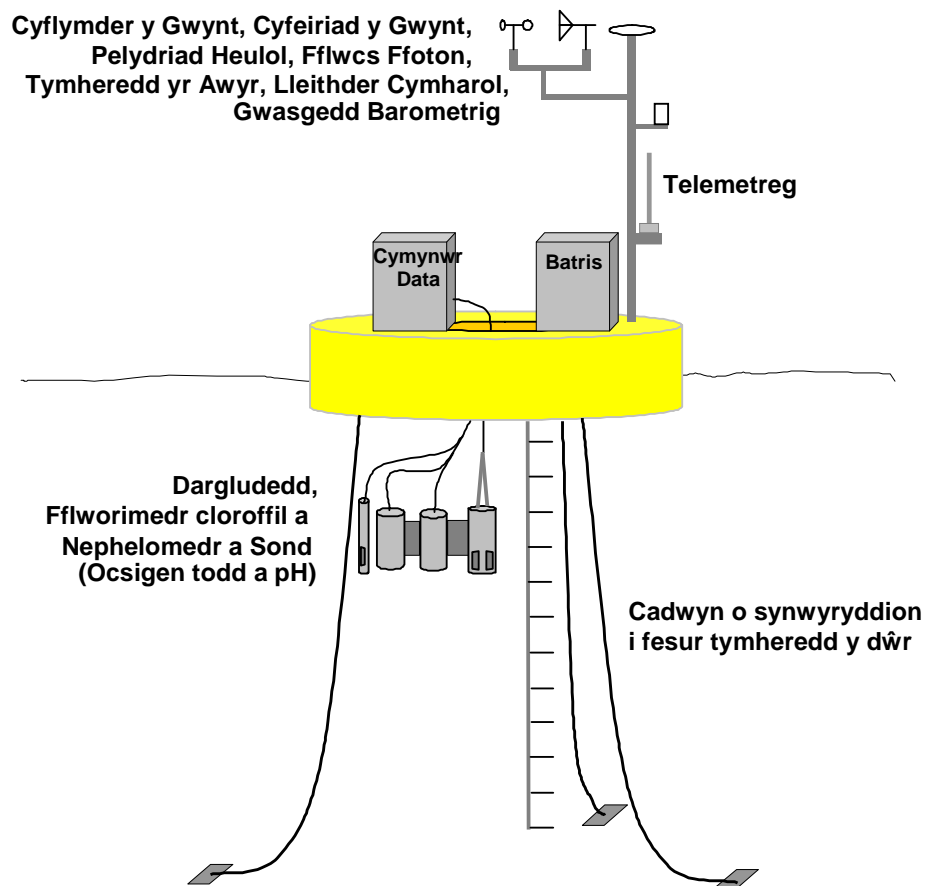 Cyflymder y Gwynt, Cyfeiriad y Gwynt,
Pelydriad Heulol, Fflwcs Ffoton,
Tymheredd yr Awyr, Lleithder Cymharol,
Gwasgedd Barometrig
Telemetreg
Cymynwr
Data
Batris
Dargludedd,
Fflworimedr cloroffil a
Nephelomedr a Sond
(Ocsigen todd a pH)
Cadwyn o synwyryddion
i fesur tymheredd y dŵr